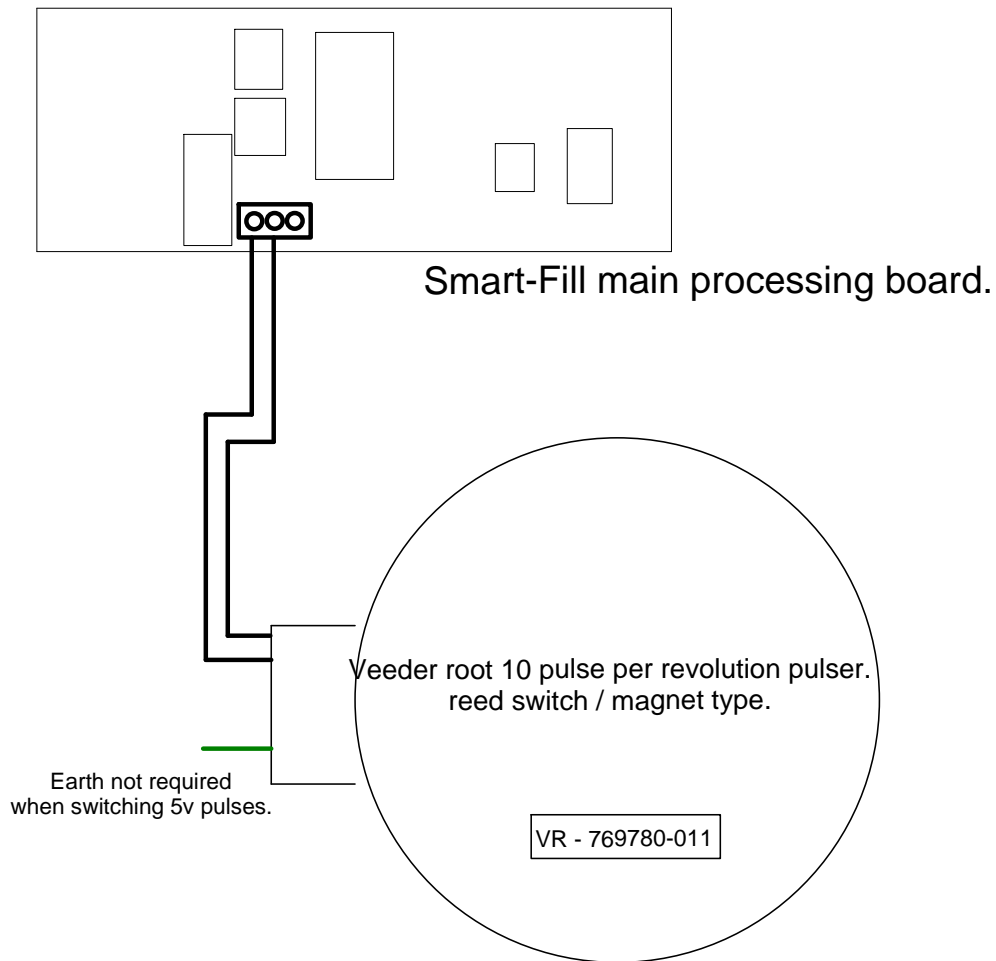 Smart-Fill main processing board.
Veeder root 10 pulse per revolution pulser.
reed switch / magnet type.
Earth not required
when switching 5v pulses.
VR - 769780-011